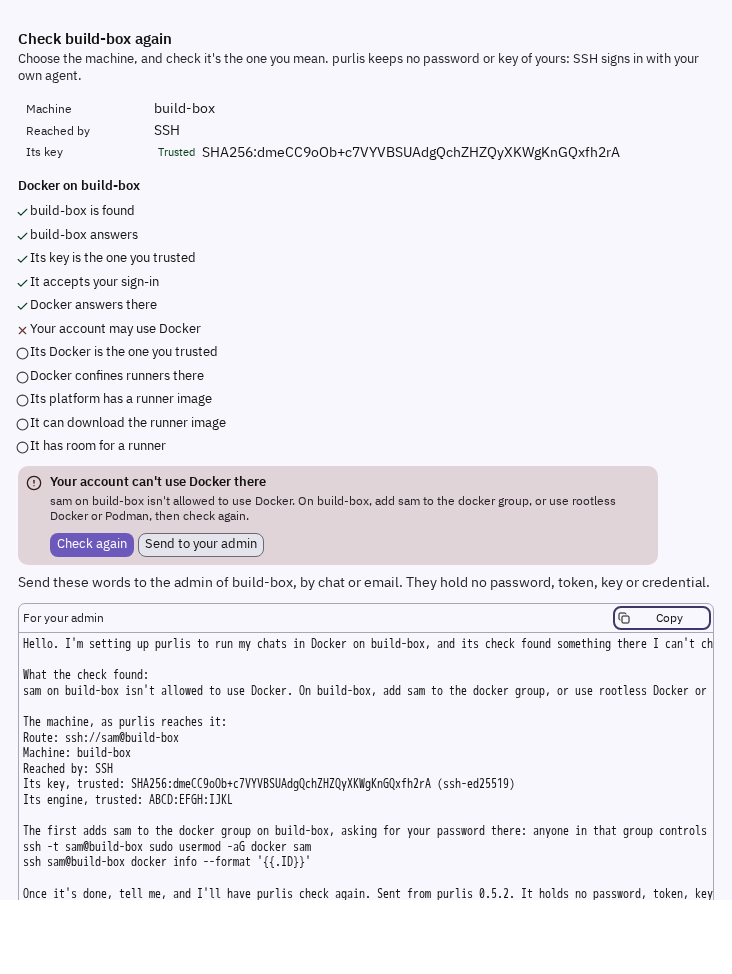 Check build-box again
Choose the machine, and check it's the one you mean. purlis keeps no password or key of yours: SSH signs in with your
own agent.
Machine build-box
Reached by SSH
Its key Trusted SHA256:dmeCC9oOb+c7VYVBSUAdgQchZHZQyXKWgKnGQxfh2rA
Docker on build-box
build-box is found
build-box answers
Its key is the one you trusted
It accepts your sign-in
Docker answers there
Your account may use Docker
Its Docker is the one you trusted
Docker confines runners there
Its platform has a runner image
It can download the runner image
It has room for a runner
Your account can't use Docker there
sam on build-box isn't allowed to use Docker. On build-box, add sam to the docker group, or use rootless
Docker or Podman, then check again.
Check again Send to your admin
Send these words to the admin of build-box, by chat or email. They hold no password, token, key or credential.
For your admin Copy
Hello. I'm setting up purlis to run my chats in Docker on build-box, and its check found something there I can't ch
What the check found:
sam on build-box isn't allowed to use Docker. On build-box, add sam to the docker group, or use rootless Docker or
The machine, as purlis reaches it:
Route: ssh://sam@build-box
Machine: build-box
Reached by: SSH
Its key, trusted: SHA256:dmeCC9oOb+c7VYVBSUAdgQchZHZQyXKWgKnGQxfh2rA (ssh-ed25519)
Its engine, trusted: ABCD:EFGH:IJKL
The first adds sam to the docker group on build-box, asking for your password there: anyone in that group controls
ssh -t sam@build-box sudo usermod -aG docker sam
ssh sam@build-box docker info --format '{{.ID}}'
Once it's done, tell me, and I'll have purlis check again. Sent from purlis 0.5.2. It holds no password, token, key